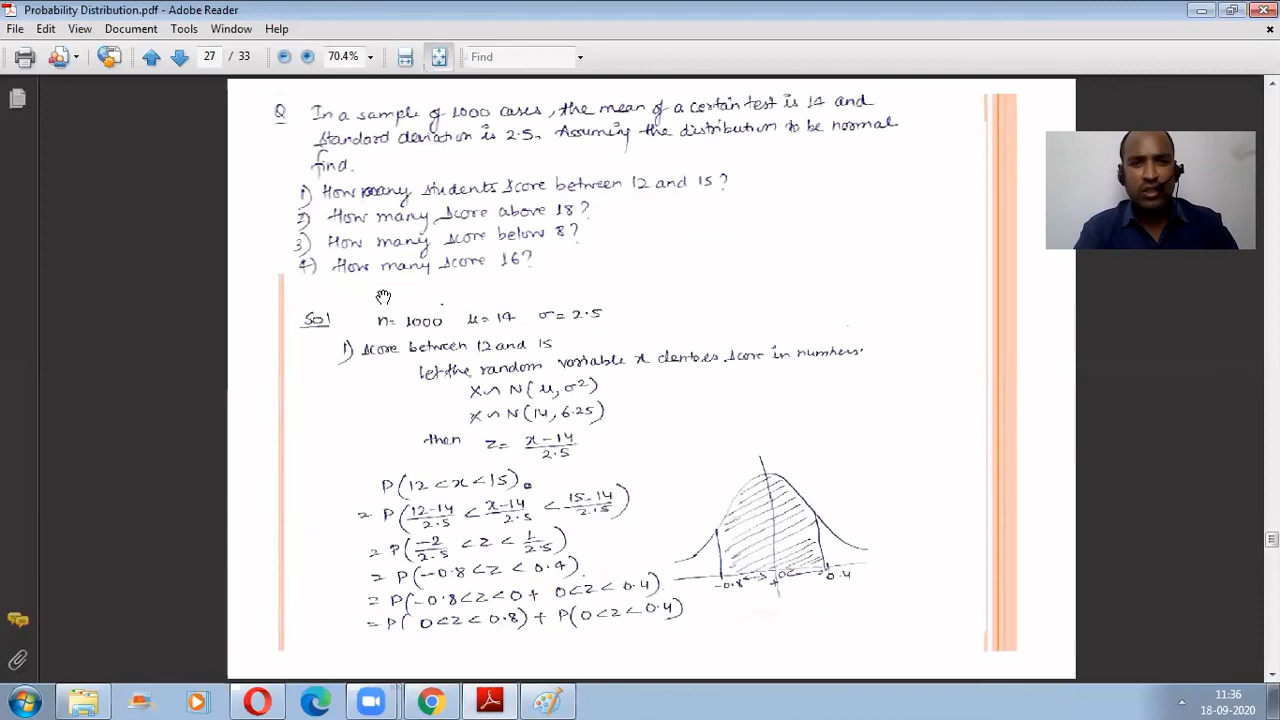 Probability Distribution.pdf - Adobe Reader
File Edit View Document Tools Window Help
27 / 33 70.4% Find
Q In a sample of 1000 cases, the mean of a certain test is 14 and
standard deviation is 2.5. Assuming the distribution to be normal
find.
1) How many students score between 12 and 15?
2) How many score above 18?
3) How many score below 8?
4) How many score 16?
Sol n= 1000 μ=14 σ=2.5
1) score between 12 and 15
let the random variable x denotes score in numbers.
X~N(μ, σ²)
X~N(14, 6.25)
then z= x-14/2.5
P(12<x<15).
= P(12-14/2.5 < x-14/2.5 < 15-14/2.5)
= P(-2/2.5 <z< 1/2.5)
= P(-0.8<z<0.4)
= P(-0.8<z<0 + 0<z<0.4)
= P(0<z<0.8) + P(0<z<0.4)
-0.8 0 0.4
11:36
18-09-2020